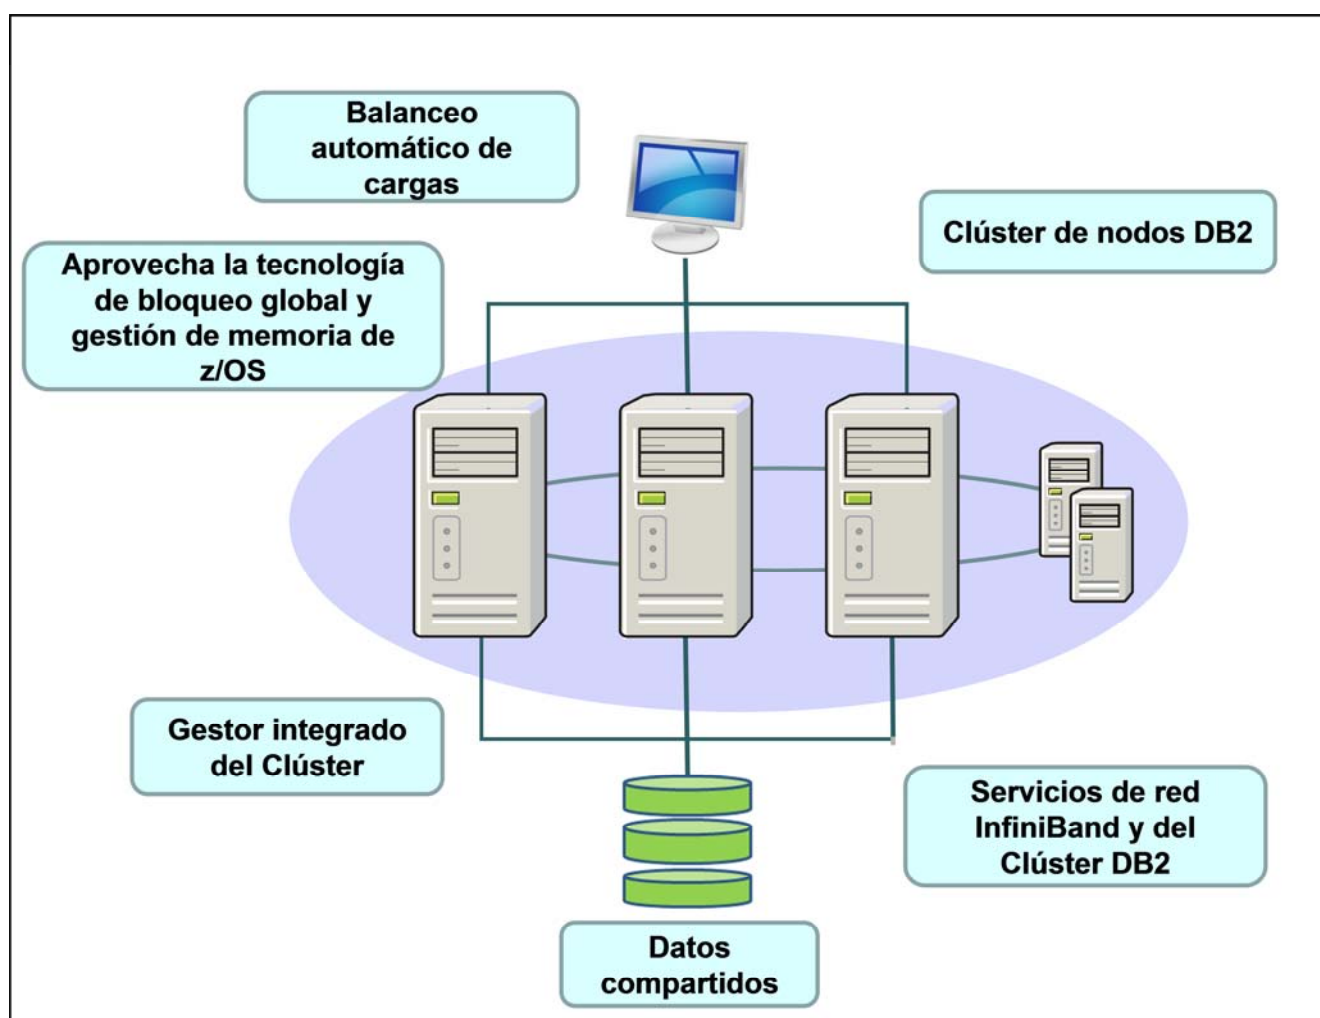 Balanceo
automático de
cargas
Clúster de nodos DB2
Aprovecha la tecnología
de bloqueo global y
gestión de memoria de
z/OS
Gestor integrado
del Clúster
Servicios de red
InfiniBand y del
Clúster DB2
Datos
compartidos